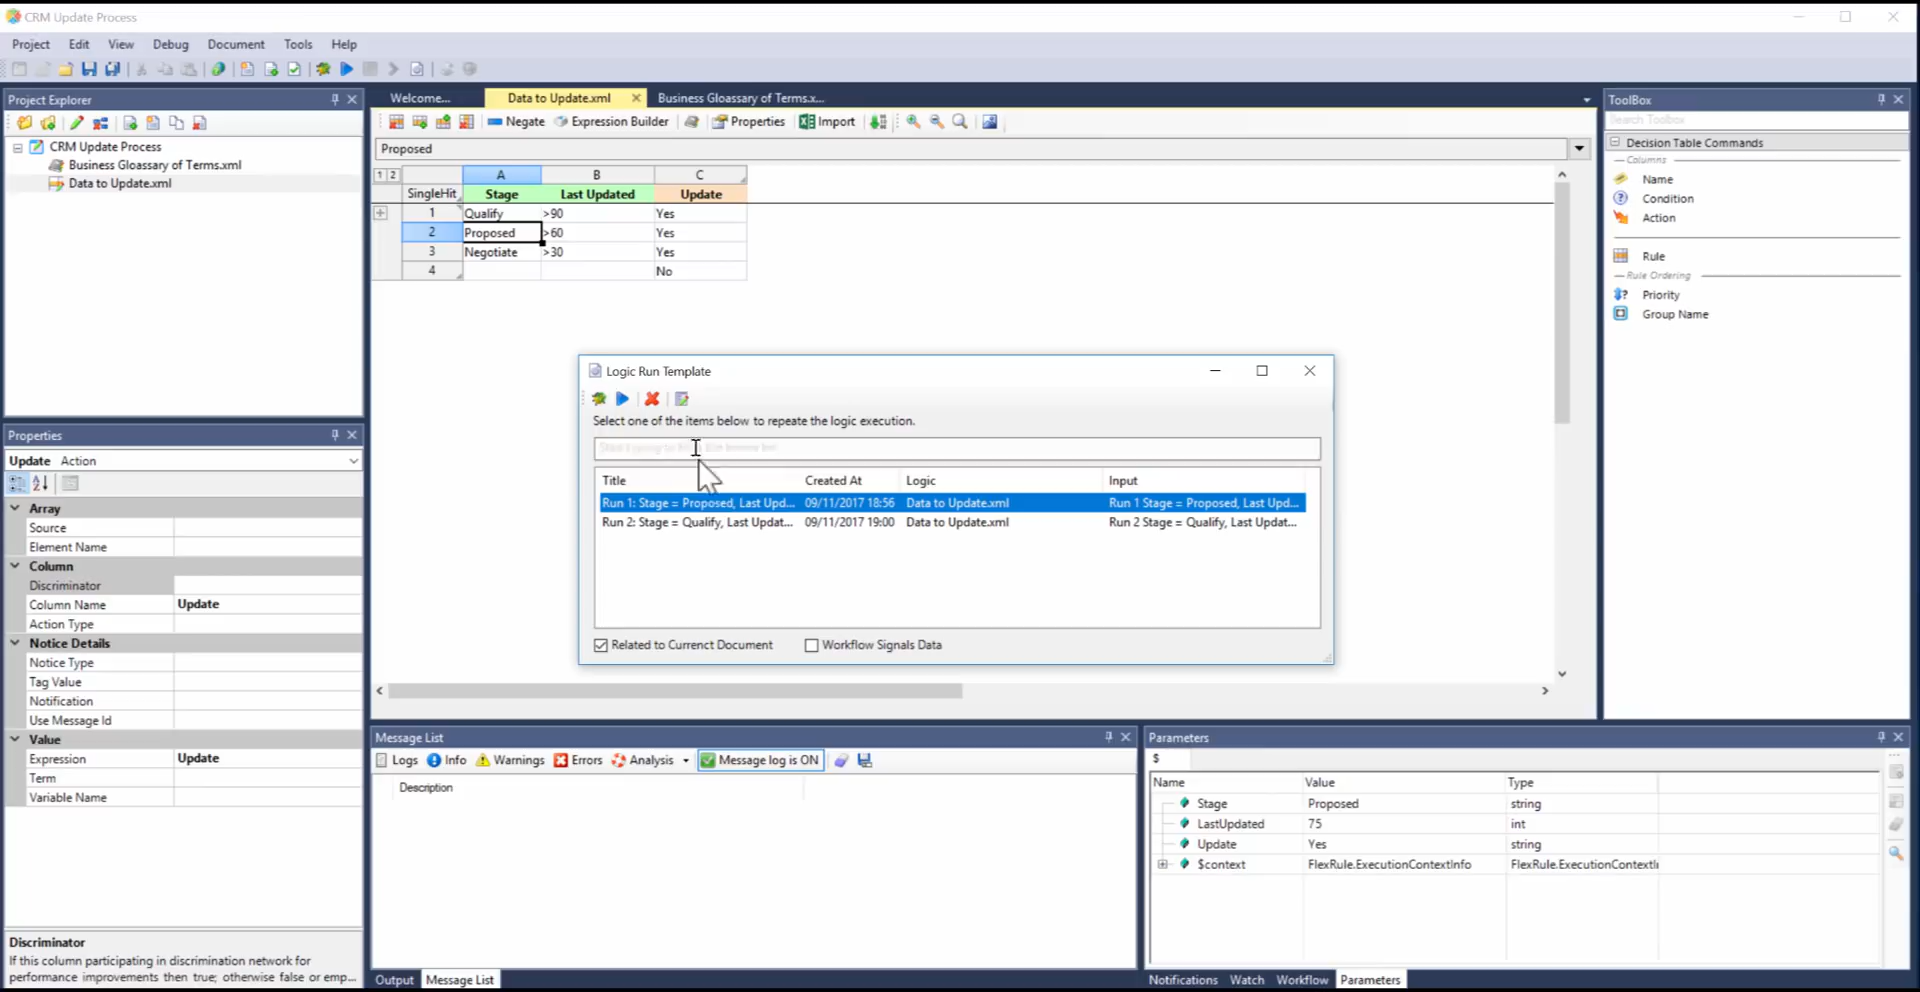 CRM Update Process
Project Edit View Debug Document Tools Help
Project Explorer
CRM Update Process
Business Gloassary of Terms.xml
Data to Update.xml
Welcome... Data to Update.xml Business Gloassary of Terms.x...
Negate Expression Builder Properties Import
Proposed
1 2 A B C
SingleHit Stage Last Updated Update
1 Qualify >90 Yes
2 Proposed >60 Yes
3 Negotiate >30 Yes
4 No
ToolBox
Search Toolbox
Decision Table Commands
Columns
Name
Condition
Action
Rule
Rule Ordering
Priority
Group Name
Logic Run Template
Select one of the items below to repeat the logic execution.
Title Created At Logic Input
Run 1: Stage = Proposed, Last Upd... 09/11/2017 18:56 Data to Update.xml Run 1 Stage = Proposed, Last Upd...
Run 2: Stage = Qualify, Last Updat... 09/11/2017 19:00 Data to Update.xml Run 2 Stage = Qualify, Last Updat...
Related to Currenct Document Workflow Signals Data
Properties
Update Action
Array
Source
Element Name
Column
Discriminator
Column Name Update
Action Type
Notice Details
Notice Type
Tag Value
Notification
Use Message Id
Value
Expression Update
Term
Variable Name
Discriminator
If this column participating in discrimination network for
performance improvements then true; otherwise false or emp...
Message List
Logs Info Warnings Errors Analysis Message log is ON
Description
Output Message List
Parameters
$
Name Value Type
Stage Proposed string
LastUpdated 75 int
Update Yes string
$context FlexRule.ExecutionContextInfo FlexRule.ExecutionContextI
Notifications Watch Workflow Parameters